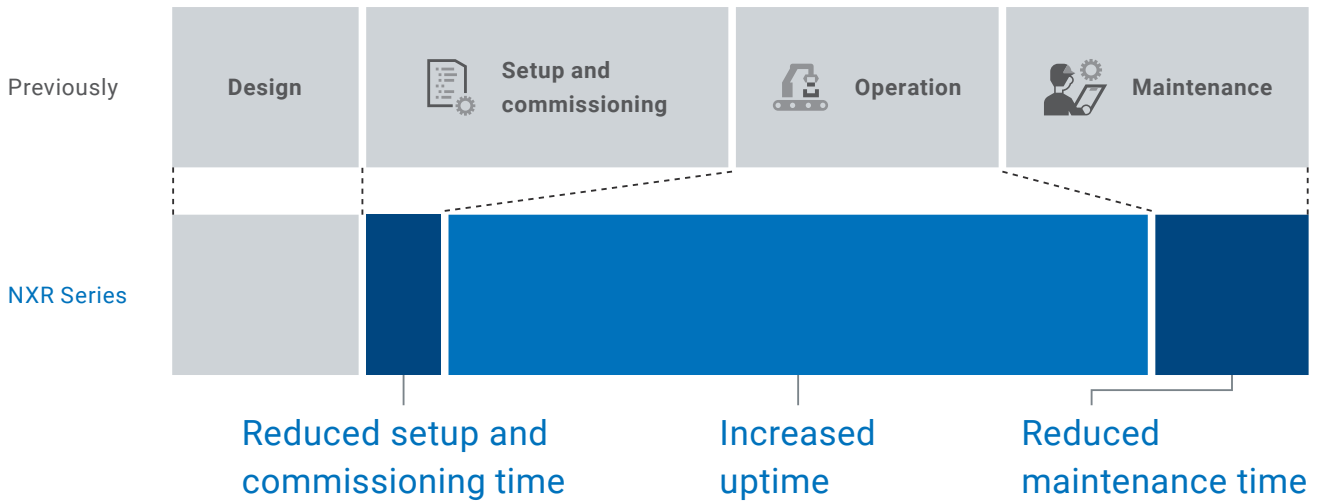 Previously
Design
Setup and
commissioning
Operation
Maintenance
NXR Series
Reduced setup and
commissioning time
Increased
uptime
Reduced
maintenance time